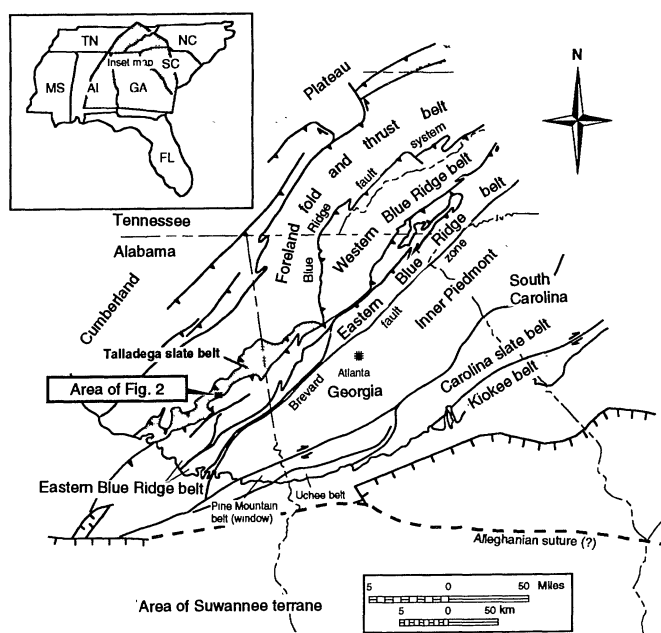 TN
NC
Inset map
SC
MS
Al
GA
FL
N
Plateau
Cumberland
Foreland fold and thrust belt
Blue Ridge fault system
Western Blue Ridge belt
Eastern Blue Ridge belt
Tennessee
Alabama
Brevard fault zone
Inner Piedmont
South
Carolina
Talladega slate belt
Area of Fig. 2
Atlanta
Georgia
Carolina slate belt
Kiokee belt
Eastern Blue Ridge belt
Pine Mountain
belt (window)
Uchee belt
Alleghanian suture (?)
Area of Suwannee terrane
5 0 50 Miles
5 0 50 km